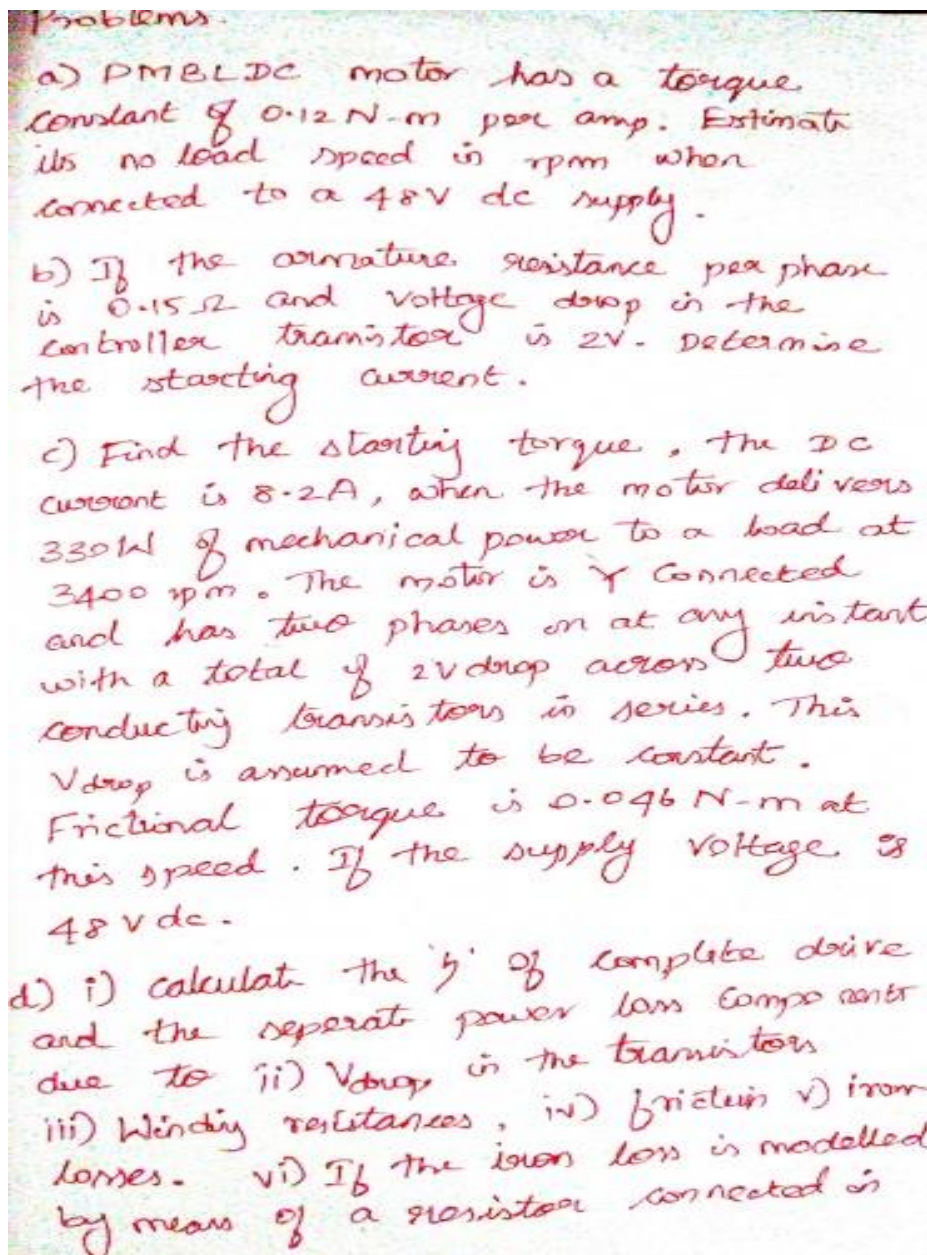 Problems.
a) PMBLDC motor has a torque
constant of 0.12 N-m per amp. Estimate
its no load speed in rpm when
connected to a 48V dc supply.
b) If the armature resistance per phase
is 0.15 Ω and voltage drop in the
controller transistor is 2V. Determine
the starting current.
c) Find the starting torque, The DC
current is 8.2A, when the motor delivers
330W of mechanical power to a load at
3400 rpm. The motor is Y Connected
and has two phases on at any instant
with a total of 2V drop across two
conducting transistors in series. This
Vdrop is assumed to be constant.
Frictional torque is 0.046 N-m at
this speed. If the supply voltage is
48 V dc.
d) i) calculate the 'η' of complete drive
and the seperate power loss components
due to ii) Vdrop in the transistors
iii) Winding resistances, iv) friction v) iron
losses. vi) If the iron loss is modelled
by means of a resistor connected in